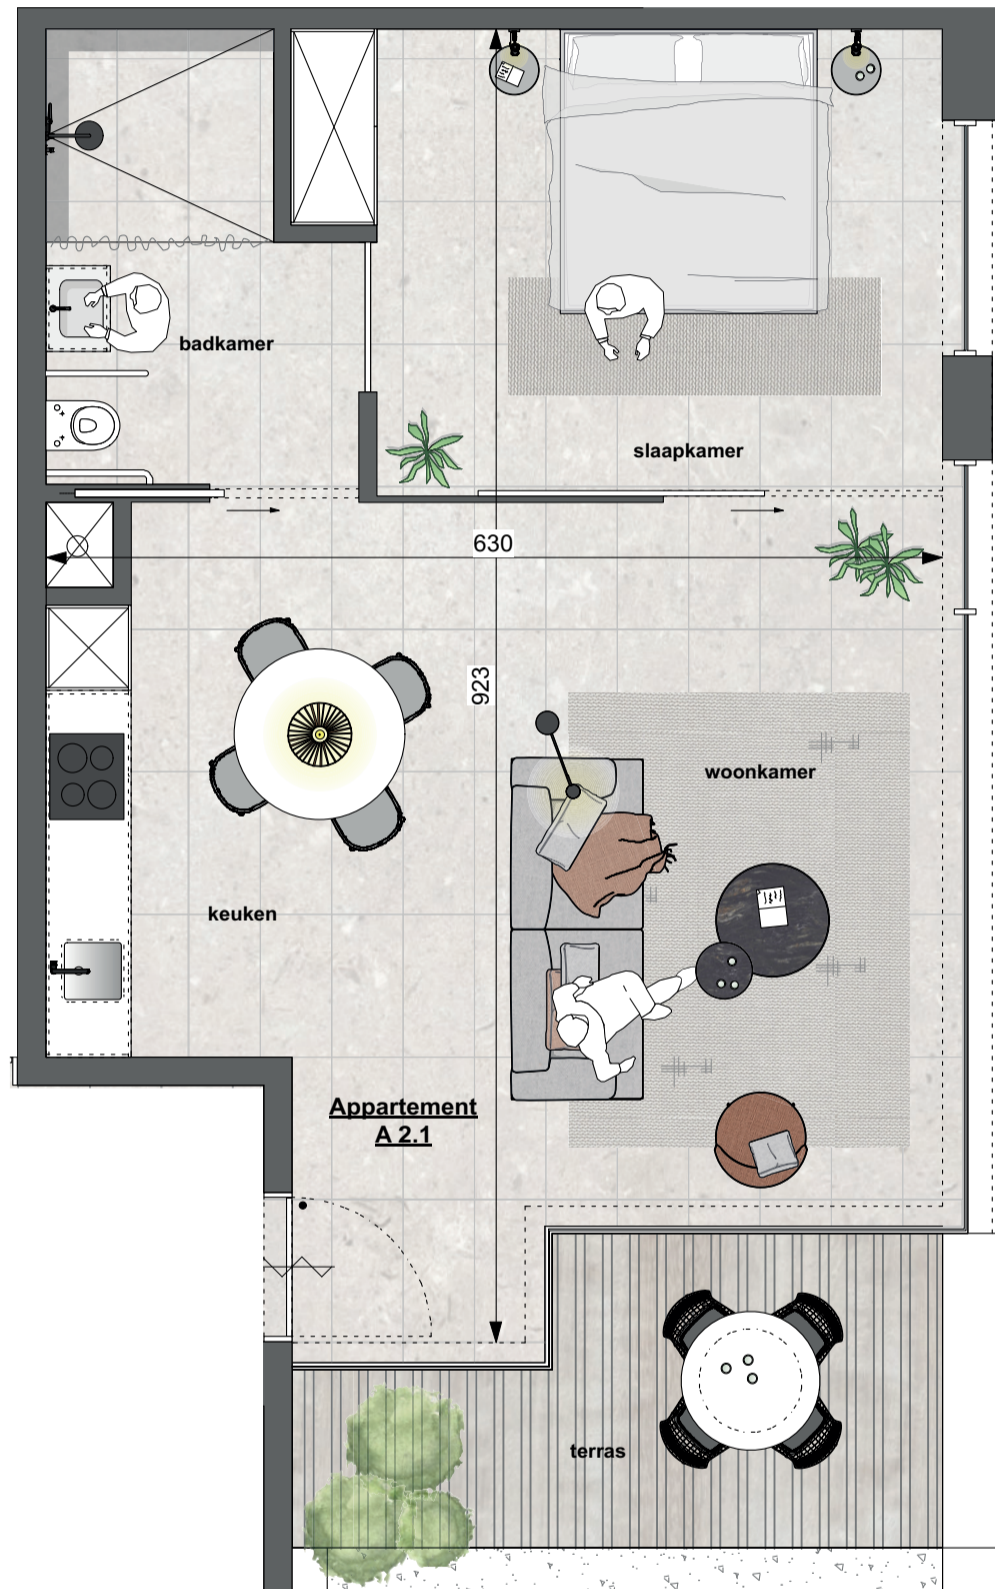 badkamer
slaapkamer
630
923
woonkamer
keuken
Appartement
A 2.1
terras